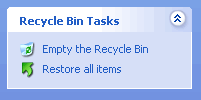 Recycle Bin Tasks
Empty the Recycle Bin
Restore all items